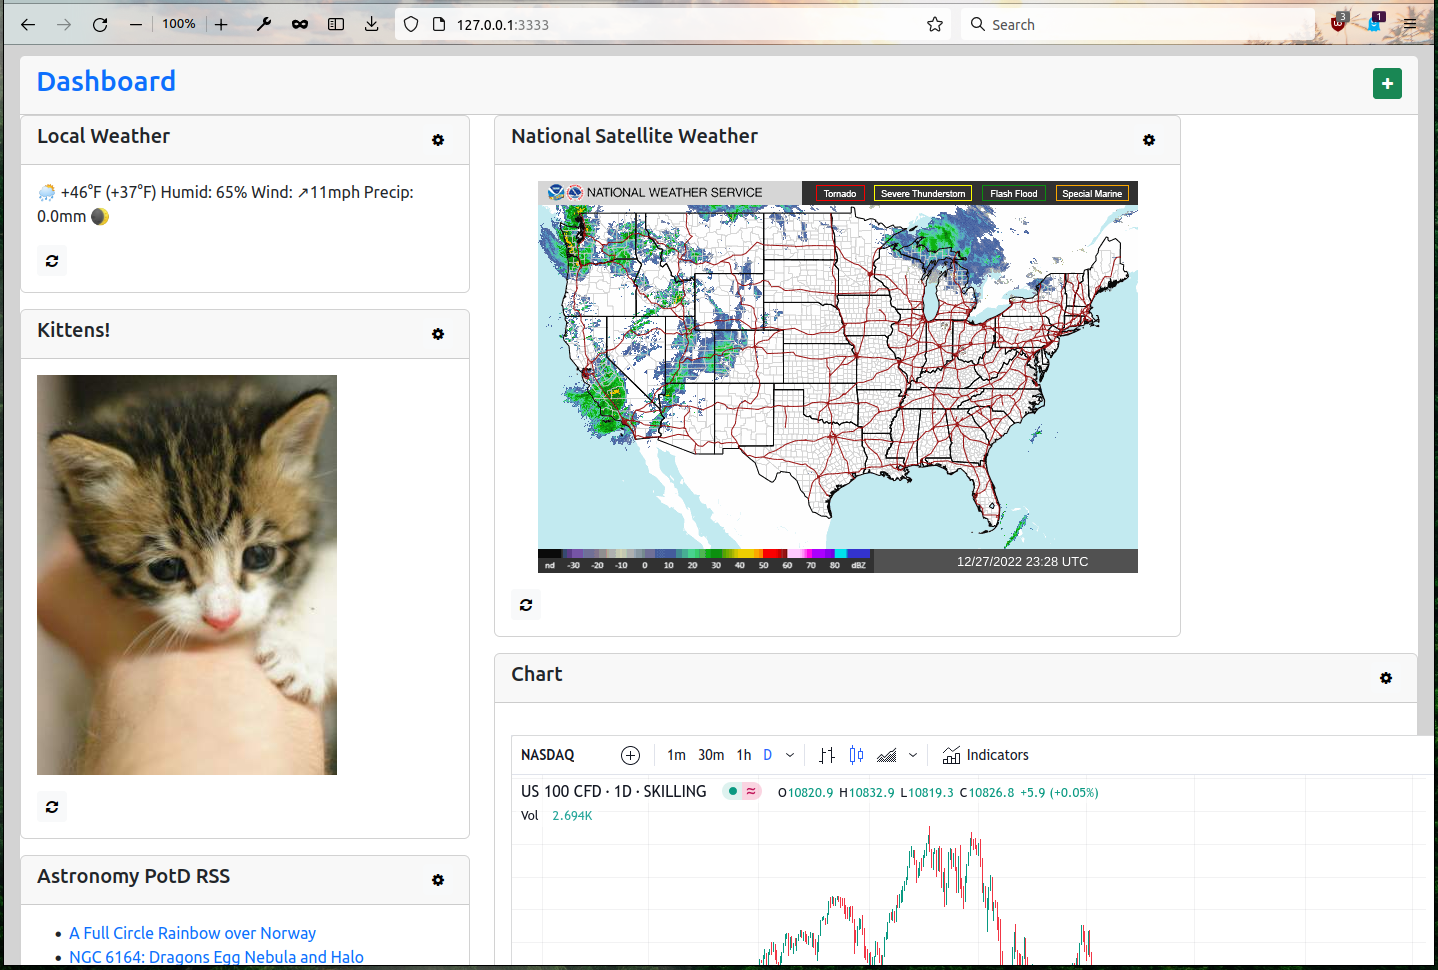 100%
127.0.0.1:3333
Search
3
1
Dashboard
Local Weather
🌦 +46°F (+37°F) Humid: 65% Wind: ↗11mph Precip:
0.0mm 🌒
Kittens!
Astronomy PotD RSS
A Full Circle Rainbow over Norway
NGC 6164: Dragons Egg Nebula and Halo
National Satellite Weather
NATIONAL WEATHER SERVICE
Tornado
Severe Thunderstorm
Flash Flood
Special Marine
nd -30 -20 -10 0 10 20 30 40 50 60 70 80 dBZ
12/27/2022 23:28 UTC
Chart
NASDAQ 1m 30m 1h D Indicators
US 100 CFD · 1D · SKILLING O10820.9 H10832.9 L10819.3 C10826.8 +5.9 (+0.05%)
Vol 2.694K